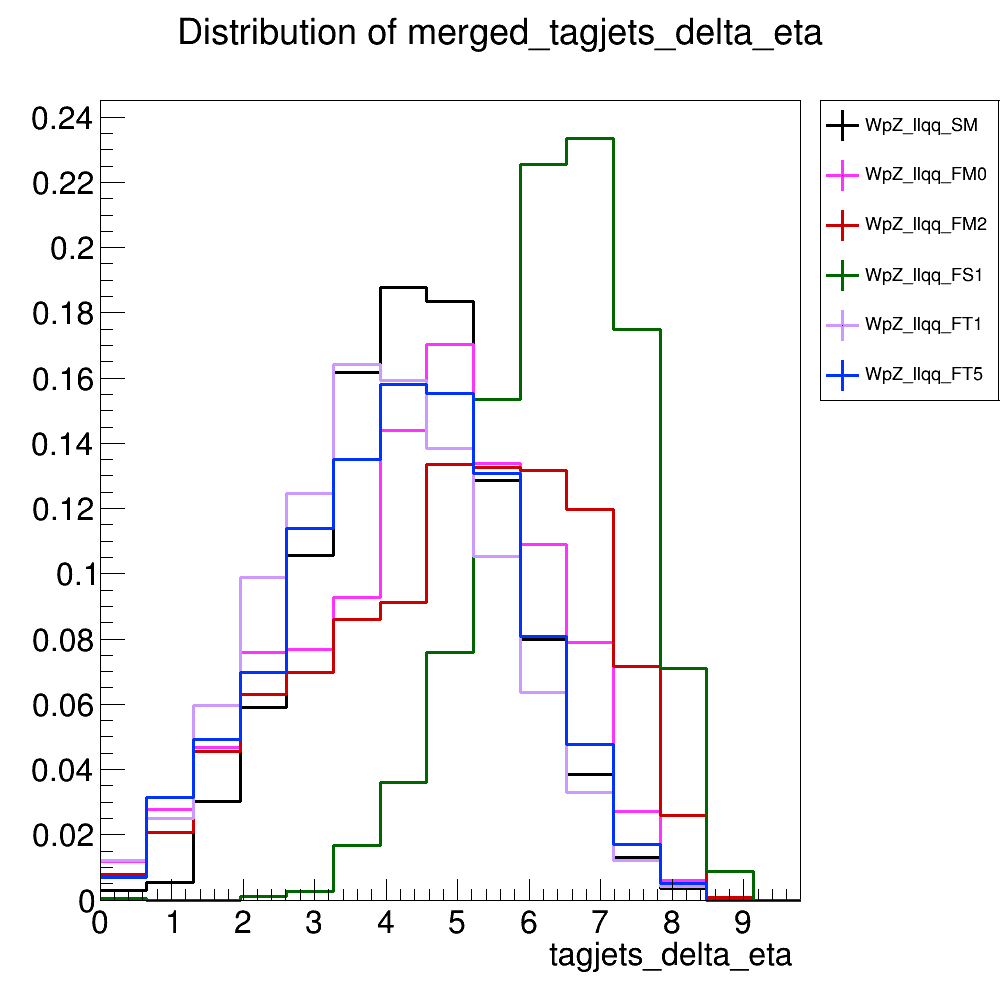 Distribution of merged_tagjets_delta_eta
0.24
0.22
0.2
0.18
0.16
0.14
0.12
0.1
0.08
0.06
0.04
0.02
0
0 1 2 3 4 5 6 7 8 9
tagjets_delta_eta
WpZ_llqq_SM
WpZ_llqq_FM0
WpZ_llqq_FM2
WpZ_llqq_FS1
WpZ_llqq_FT1
WpZ_llqq_FT5